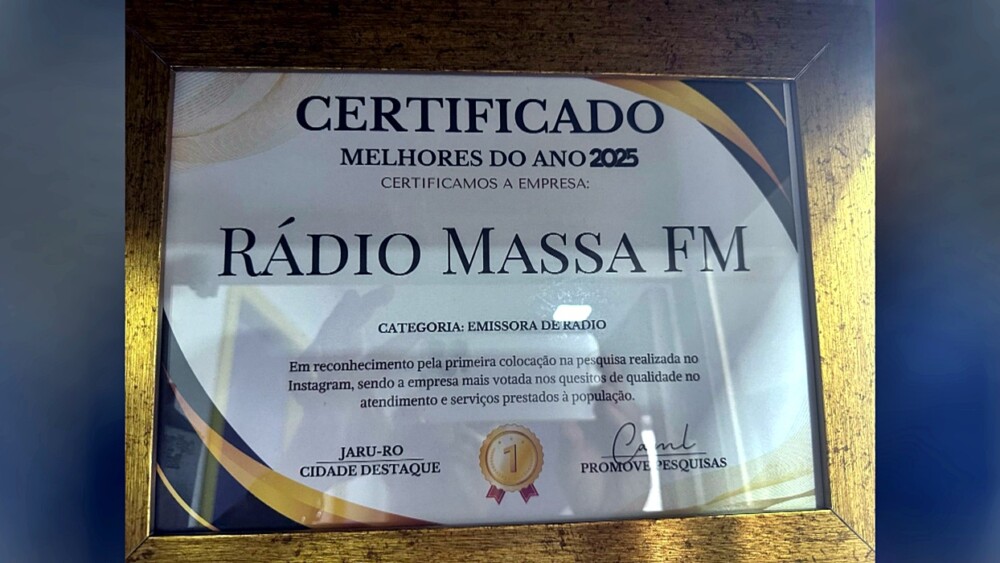 CERTIFICADO
MELHORES DO ANO 2025
CERTIFICAMOS A EMPRESA:
RÁDIO MASSA FM
CATEGORIA: EMISSORA DE RÁDIO
Em reconhecimento pela primeira colocação na pesquisa realizada no
Instagram, sendo a empresa mais votada nos quesitos de qualidade no
atendimento e serviços prestados à população.
JARU-RO
CIDADE DESTAQUE
1
PROMOVE PESQUISAS